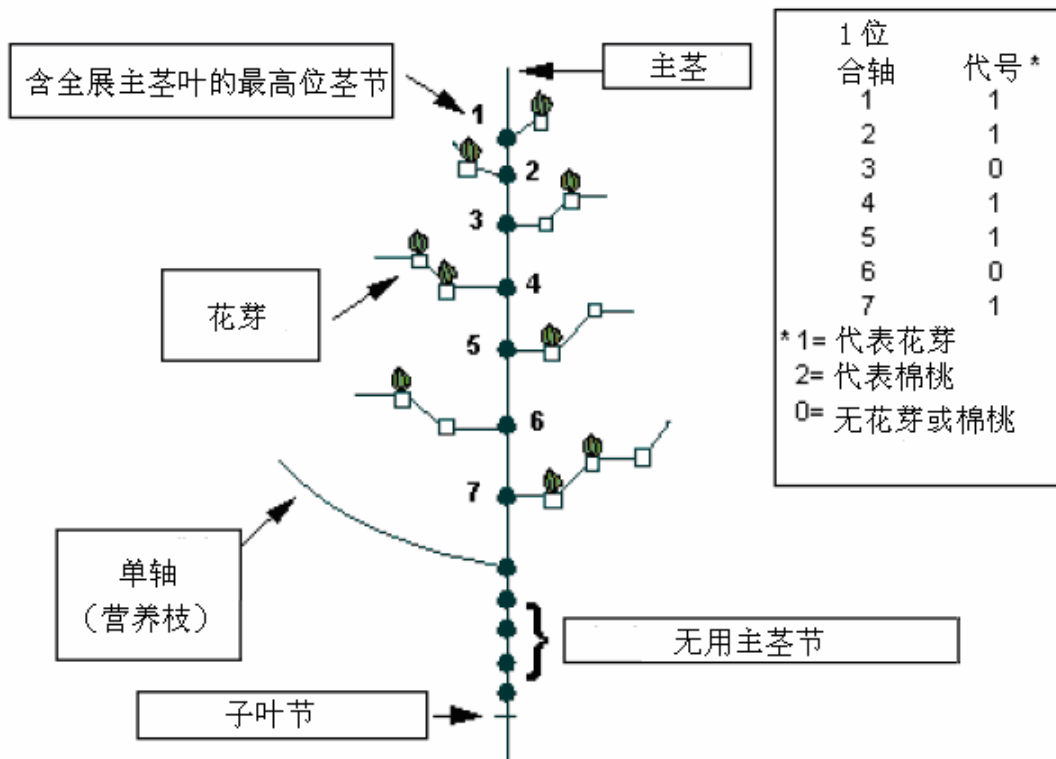 含全展主茎叶的最高位茎节
主茎
1
2
3
4
5
6
7
花芽
单轴
（营养枝）
无用主茎节
子叶节
1位
合轴 代号*
1 1
2 1
3 0
4 1
5 1
6 0
7 1
*1= 代表花芽
2= 代表棉桃
0= 无花芽或棉桃